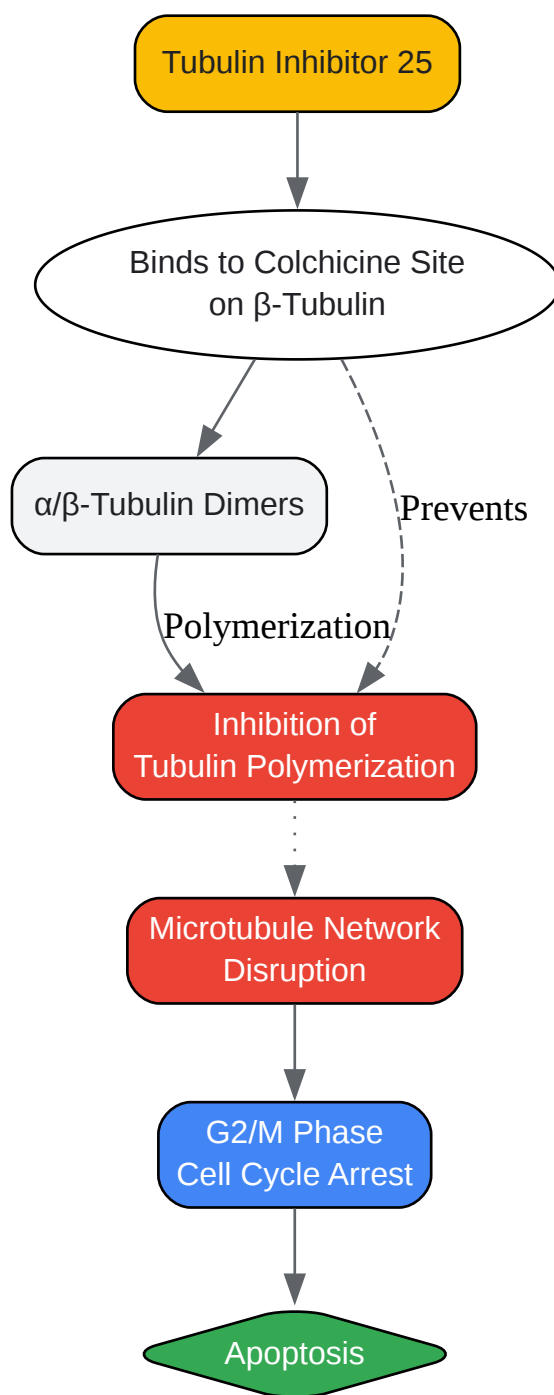 Tubulin Inhibitor 25
Binds to Colchicine Site
on β-Tubulin
α/β-Tubulin Dimers
Prevents
Polymerization
Inhibition of
Tubulin Polymerization
Microtubule Network
Disruption
G2/M Phase
Cell Cycle Arrest
Apoptosis